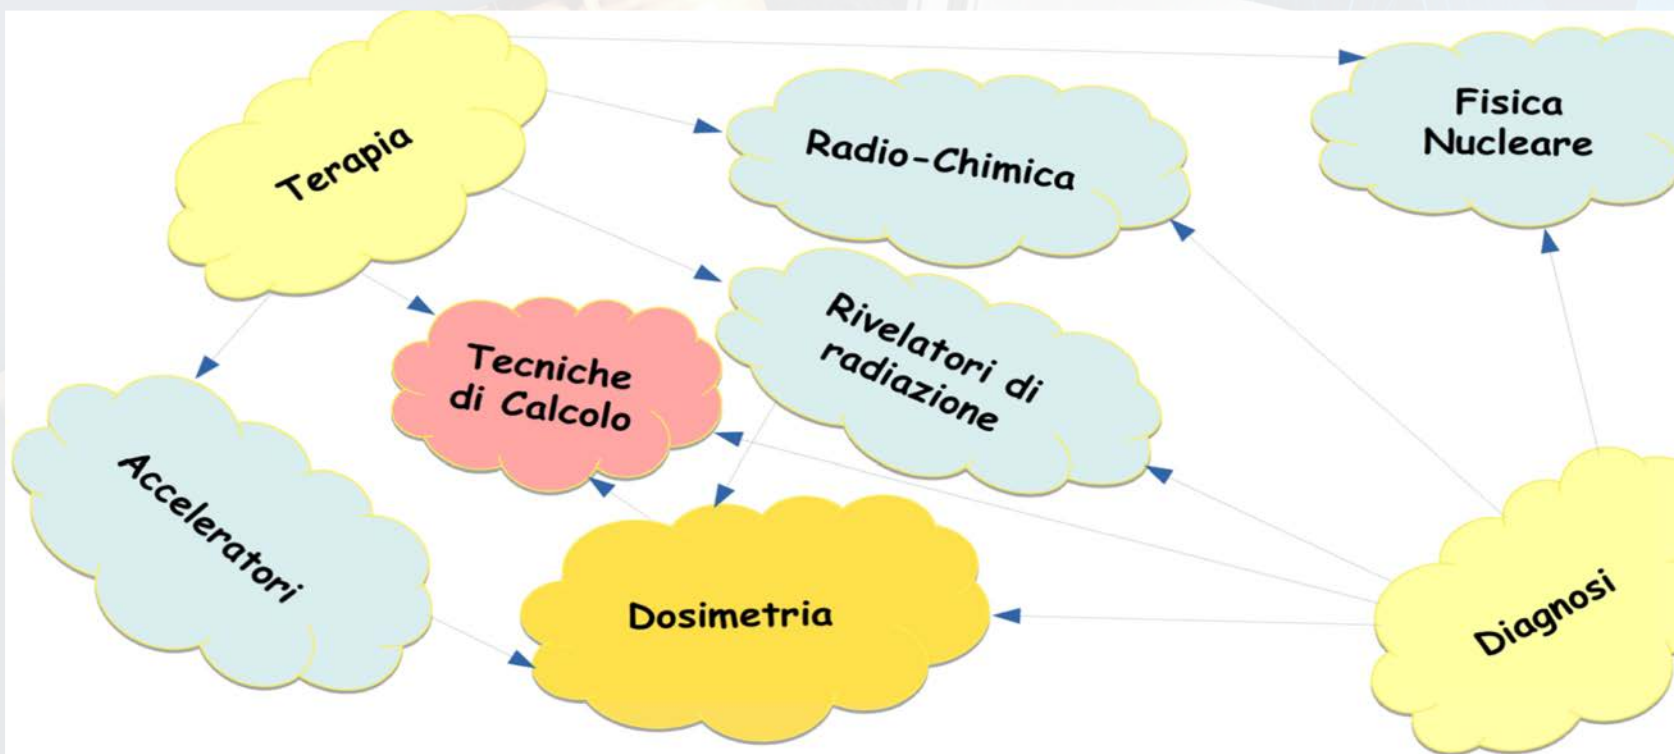 Terapia
Radio-Chimica
Fisica
Nucleare
Tecniche
di Calcolo
Rivelatori di
radiazione
Acceleratori
Dosimetria
Diagnosi